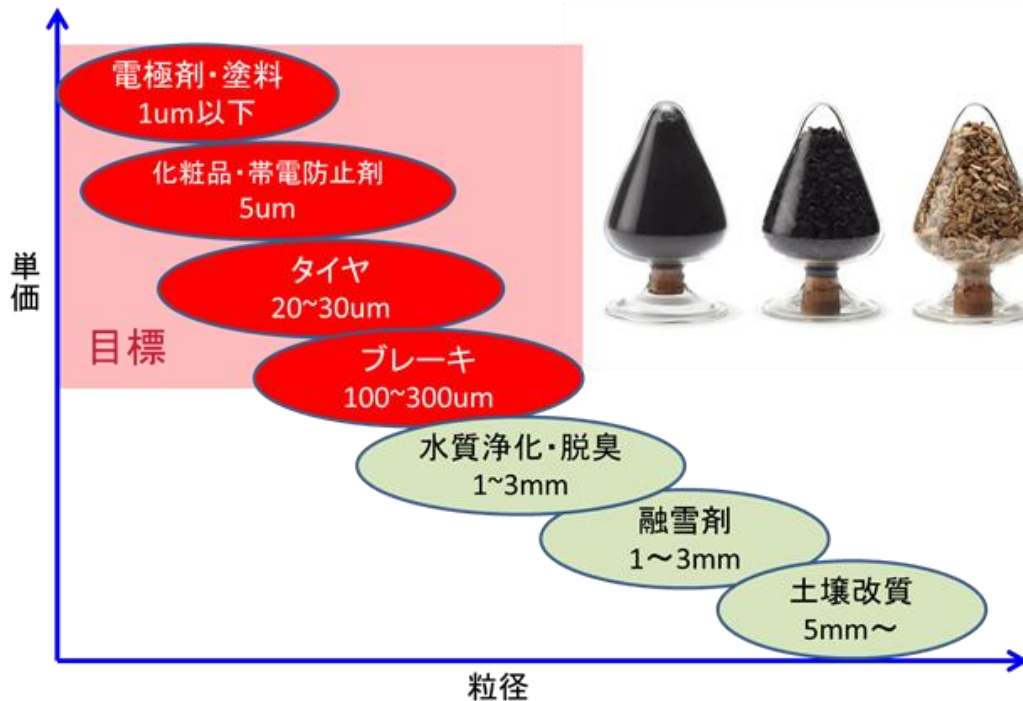 電極剤・塗料
1um以下
化粧品・帯電防止剤
5um
タイヤ
20~30um
ブレーキ
100~300um
目標
水質浄化・脱臭
1~3mm
融雪剤
1～3mm
土壌改質
5mm～
単価
粒径